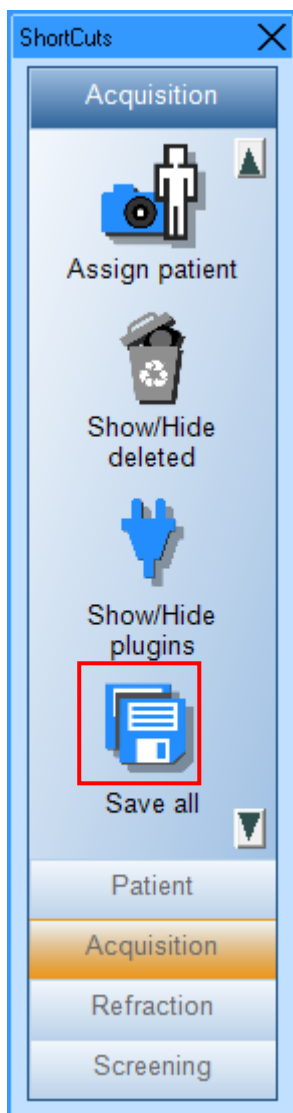 ShortCuts
Acquisition
Assign patient
Show/Hide
deleted
Show/Hide
plugins
Save all
Patient
Acquisition
Refraction
Screening